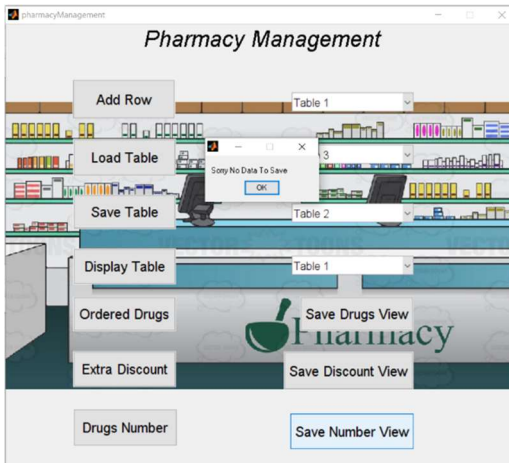 pharmacyManagement
Pharmacy Management
Add Row
Table 1
Load Table
3
Sorry No Data To Save
OK
Save Table
Table 2
Display Table
Table 1
Ordered Drugs
Save Drugs View
Pharmacy
Extra Discount
Save Discount View
Drugs Number
Save Number View